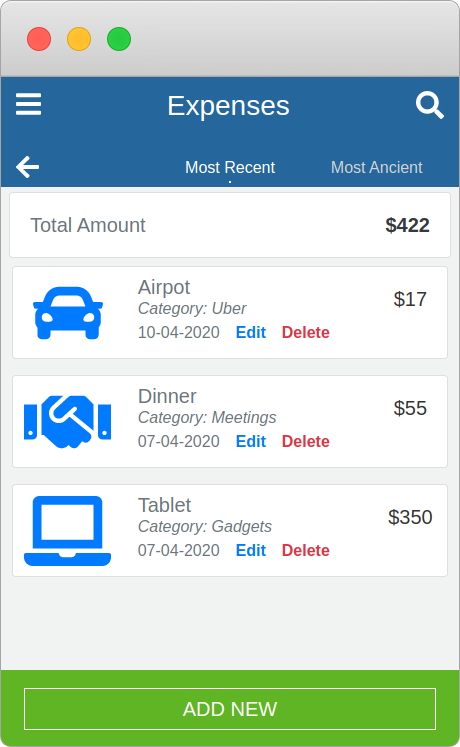 Expenses
Most Recent Most Ancient
Total Amount $422
Airpot $17
Category: Uber
10-04-2020 Edit Delete
Dinner $55
Category: Meetings
07-04-2020 Edit Delete
Tablet $350
Category: Gadgets
07-04-2020 Edit Delete
ADD NEW